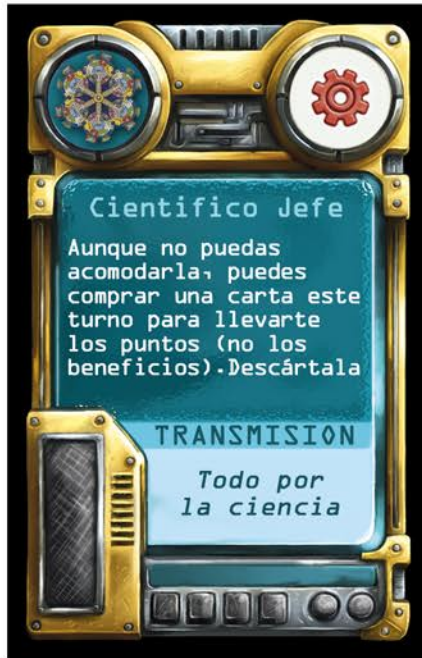 Cientifico Jefe
Aunque no puedas
acomodarla, puedes
comprar una carta este
turno para llevarte
los puntos (no los
beneficios).Descártala
TRANSMISION
Todo por
la ciencia